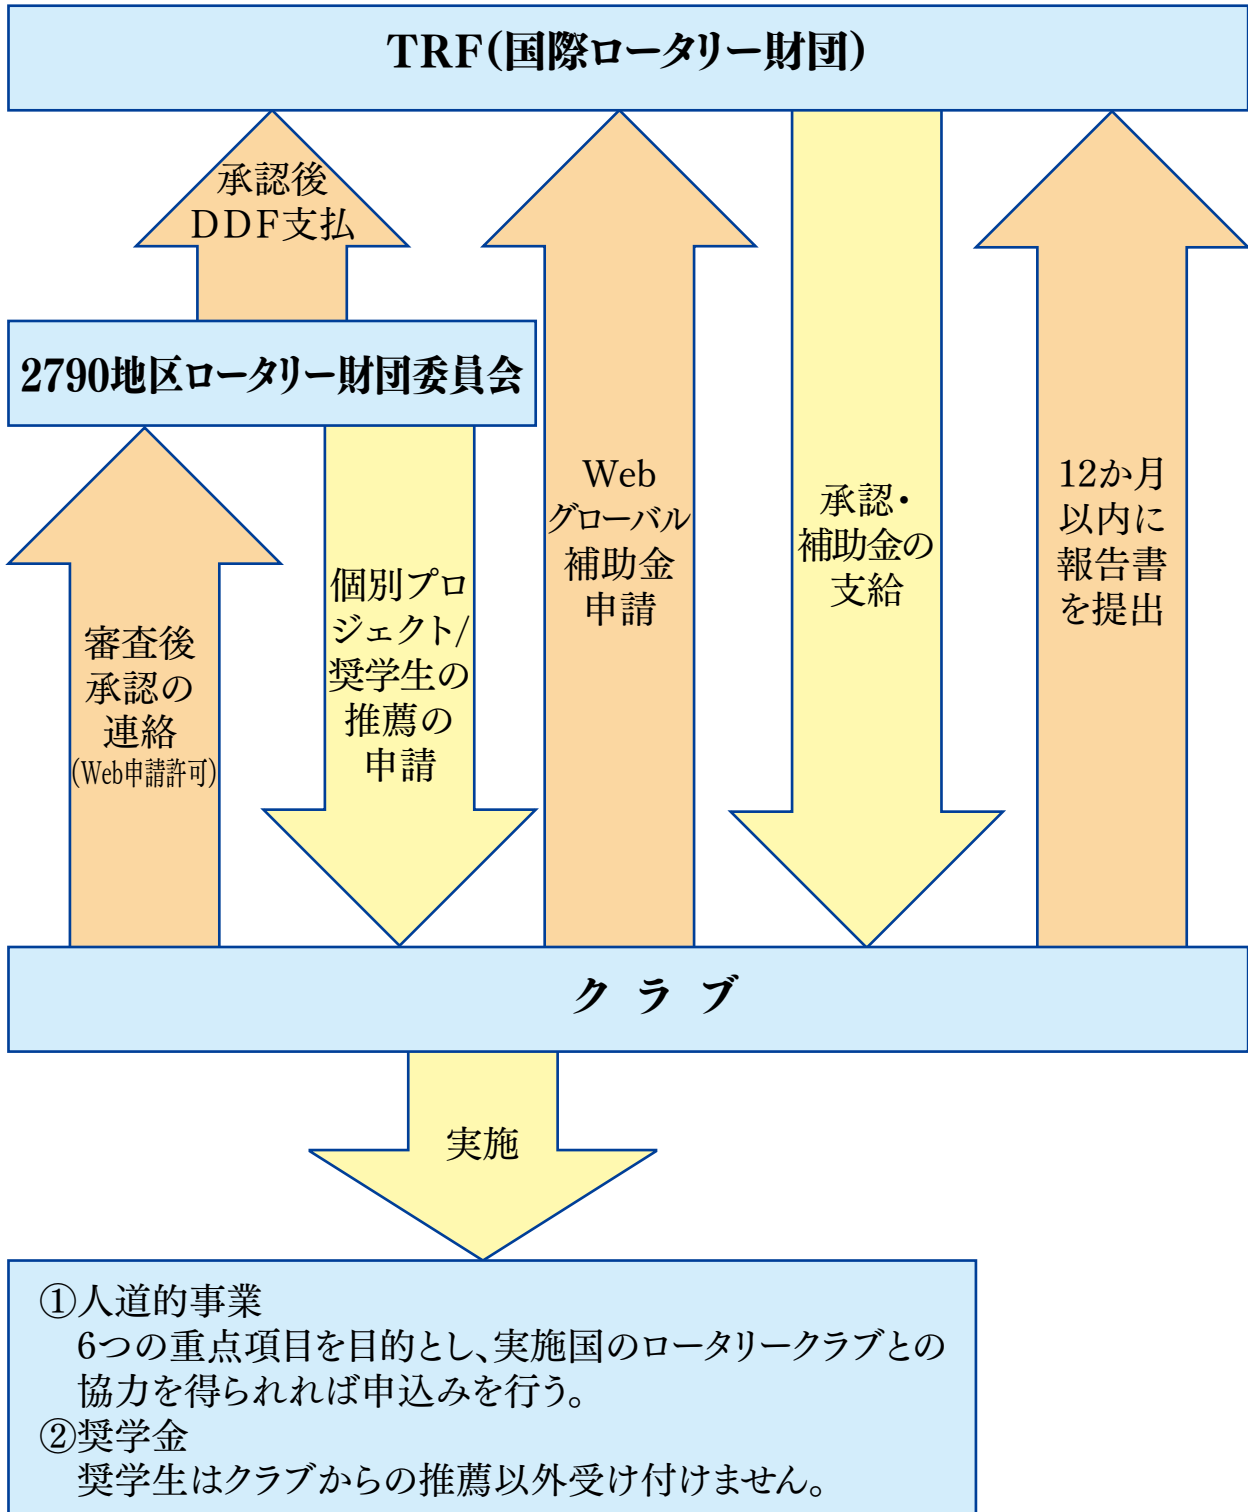 TRF(国際ロータリー財団)
承認後
DDF支払
2790地区ロータリー財団委員会
審査後
承認の
連絡
(Web申請許可)
個別プロ
ジェクト/
奨学生の
推薦の
申請
Web
グローバル
補助金
申請
承認・
補助金の
支給
12か月
以内に
報告書
を提出
クラブ
実施
①人道的事業
6つの重点項目を目的とし、実施国のロータリークラブとの
協力を得られれば申込みを行う。
②奨学金
奨学生はクラブからの推薦以外受け付けません。